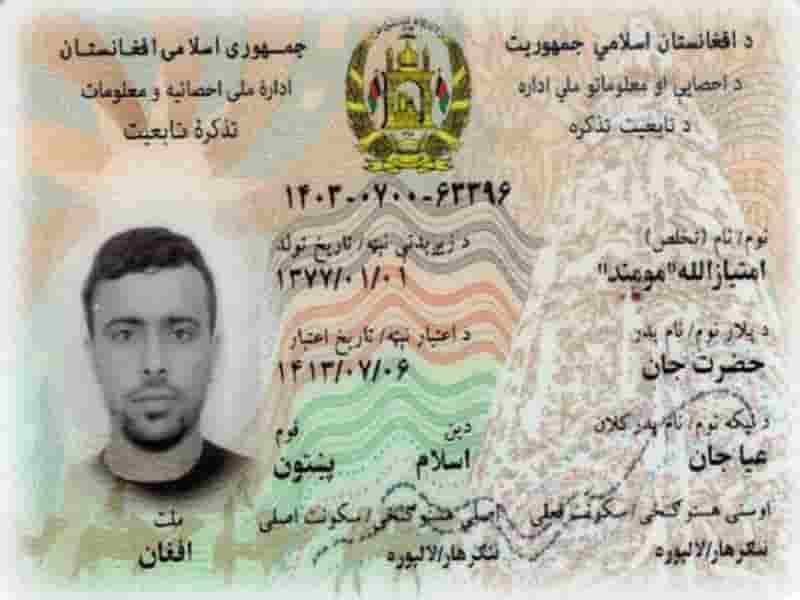 د افغانستان اسلامي جمهوریت
جمهوری اسلامی افغانستان
د احصایې او معلوماتو ملي اداره
ادارهٔ ملی احصائیه و معلومات
د تابعیت تذکره
تذکرهٔ تابعیت
۱۴۰۳-۰۷۰۰-۶۳۳۹۶
نوم/ نام (تخلص)
امتیازالله "مومند"
د زیږېدنې نېټه/ تاریخ تولد
۱۳۷۷/۰۱/۰۱
د پلار نوم/ نام پدر
حضرت جان
د اعتبار نېټه/ تاریخ اعتبار
۱۴۱۳/۰۷/۰۶
د نیکه نوم/ نام پدر کلان
عیا جان
دین
اسلام
قوم
پښتون
اوسنی هستوګنځی/ سکونت فعلی
ننگرهار/لالپوره
اصلي هستوګنځی/ سکونت اصلی
ننگرهار/لالپوره
ملت
افغان